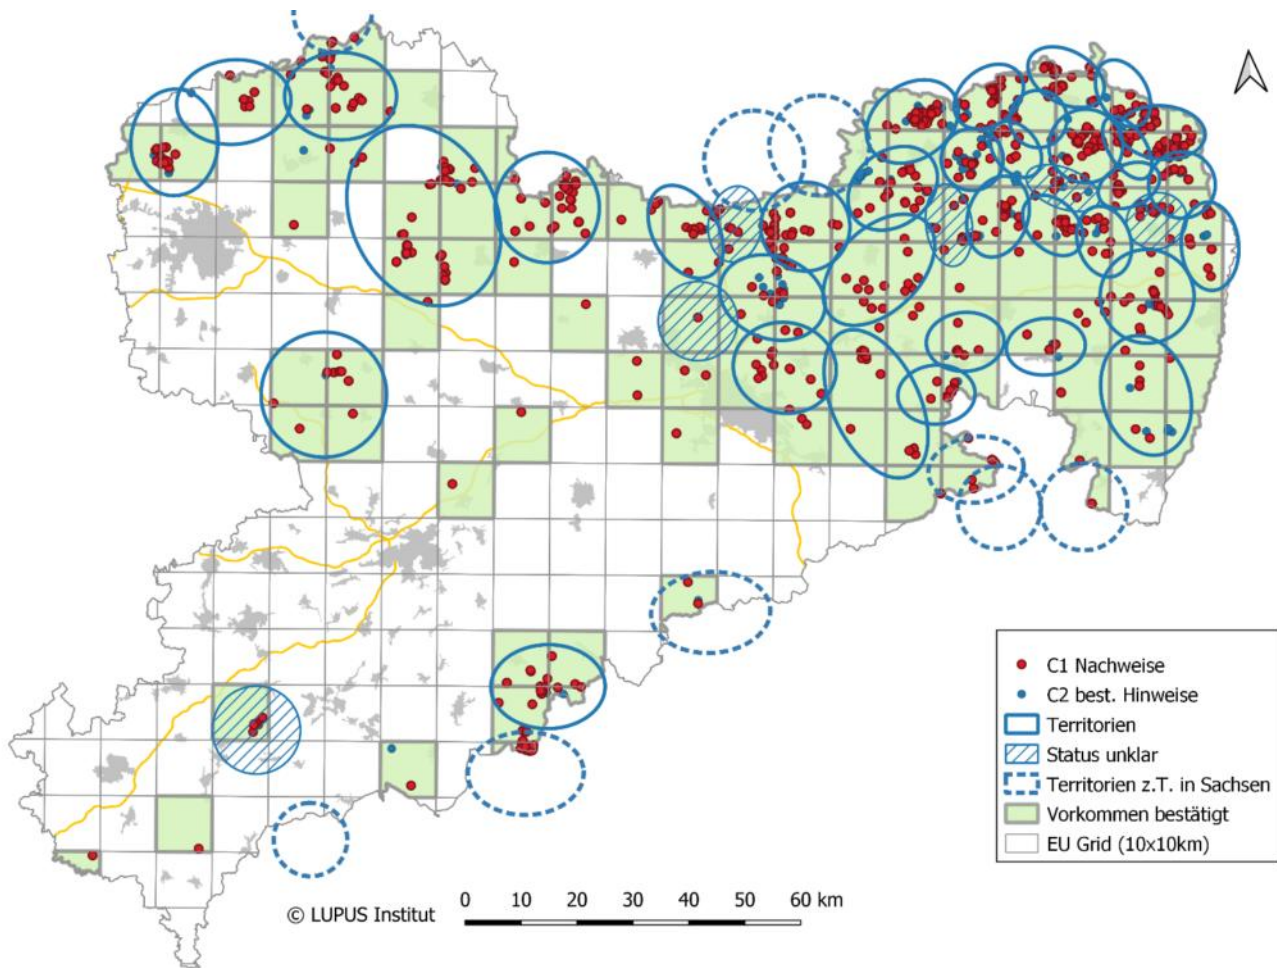 C1 Nachweise
C2 best. Hinweise
Territorien
Status unklar
Territorien z.T. in Sachsen
Vorkommen bestätigt
EU Grid (10x10km)
0 10 20 30 40 50 60 km
© LUPUS Institut